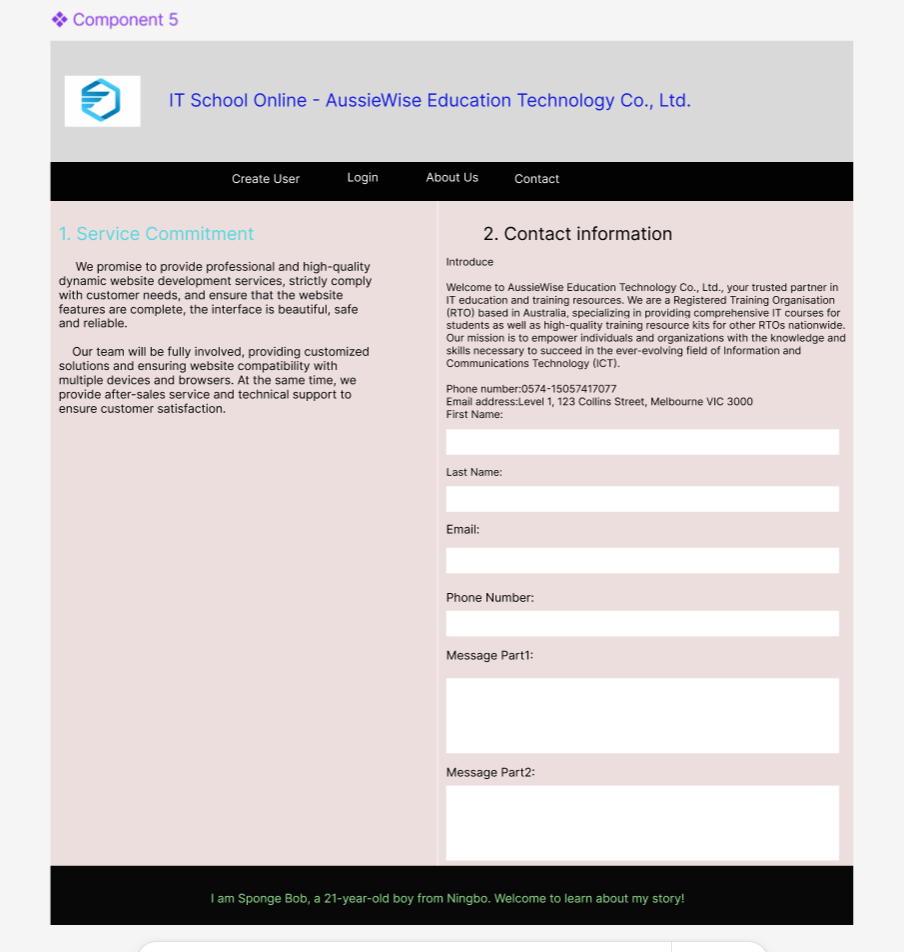 Component 5
IT School Online - AussieWise Education Technology Co., Ltd.
Create User Login About Us Contact
1. Service Commitment
We promise to provide professional and high-quality
dynamic website development services, strictly comply
with customer needs, and ensure that the website
features are complete, the interface is beautiful, safe
and reliable.
Our team will be fully involved, providing customized
solutions and ensuring website compatibility with
multiple devices and browsers. At the same time, we
provide after-sales service and technical support to
ensure customer satisfaction.
2. Contact information
Introduce
Welcome to AussieWise Education Technology Co., Ltd., your trusted partner in
IT education and training resources. We are a Registered Training Organisation
(RTO) based in Australia, specializing in providing comprehensive IT courses for
students as well as high-quality training resource kits for other RTOs nationwide.
Our mission is to empower individuals and organizations with the knowledge and
skills necessary to succeed in the ever-evolving field of Information and
Communications Technology (ICT).
Phone number:0574-15057417077
Email address:Level 1, 123 Collins Street, Melbourne VIC 3000
First Name:
Last Name:
Email:
Phone Number:
Message Part1:
Message Part2:
I am Sponge Bob, a 21-year-old boy from Ningbo. Welcome to learn about my story!